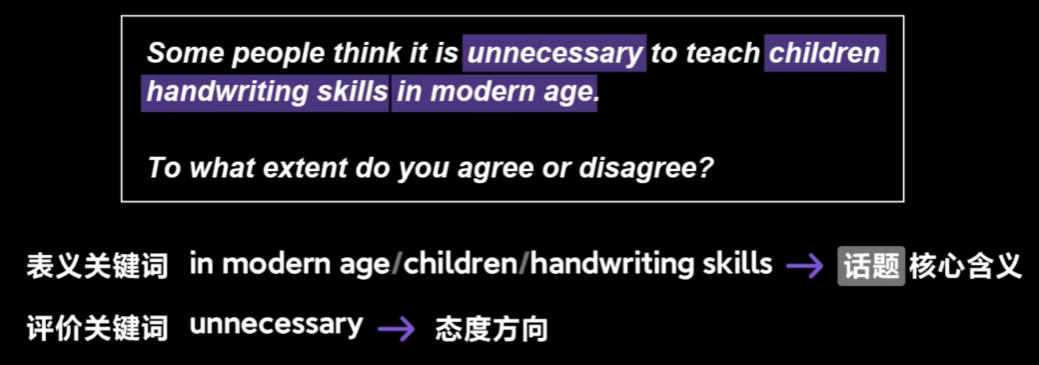 Some people think it is unnecessary to teach children
handwriting skills in modern age.
To what extent do you agree or disagree?
表义关键词 in modern age/children/handwriting skills → 话题 核心含义
评价关键词 unnecessary → 态度方向